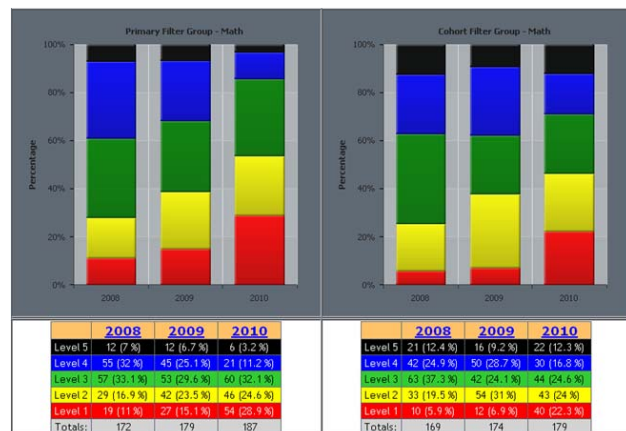 Primary Filter Group - Math
100%
80%
60%
40%
20%
0%
Percentage
2008 2009 2010
2008 2009 2010
Level 5 12 (7 %) 12 (6.7 %) 6 (3.2 %)
Level 4 55 (32 %) 45 (25.1 %) 21 (11.2 %)
Level 3 57 (33.1 %) 53 (29.6 %) 60 (32.1 %)
Level 2 29 (16.9 %) 42 (23.5 %) 46 (24.6 %)
Level 1 19 (11 %) 27 (15.1 %) 54 (28.9 %)
Totals: 172 179 187
Cohort Filter Group - Math
100%
80%
60%
40%
20%
0%
Percentage
2008 2009 2010
2008 2009 2010
Level 5 21 (12.4 %) 16 (9.2 %) 22 (12.3 %)
Level 4 42 (24.9 %) 50 (28.7 %) 30 (16.8 %)
Level 3 63 (37.3 %) 42 (24.1 %) 44 (24.6 %)
Level 2 33 (19.5 %) 54 (31 %) 43 (24 %)
Level 1 10 (5.9 %) 12 (6.9 %) 40 (22.3 %)
Totals: 169 174 179